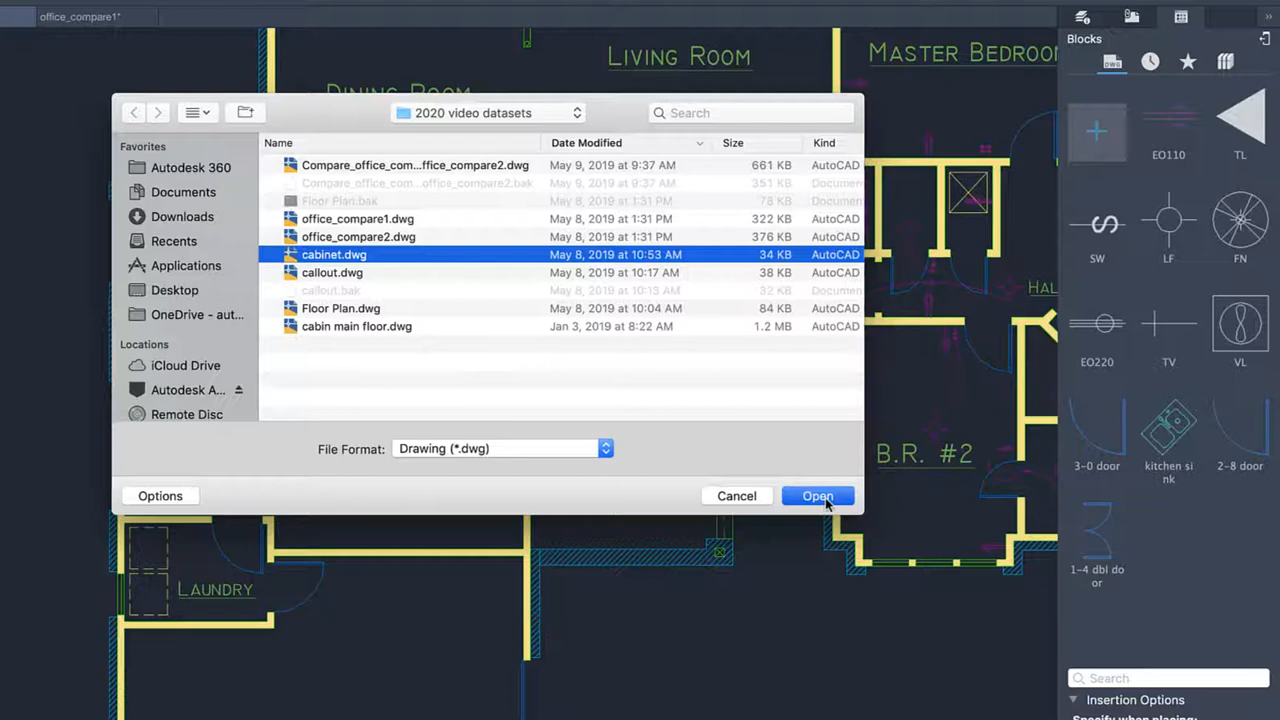 office_compare1*
LIVING ROOM
MASTER BEDROOM
DINING ROOM
2020 video datasets
Search
Favorites
Autodesk 360
Documents
Downloads
Recents
Applications
Desktop
OneDrive - aut...
Locations
iCloud Drive
Autodesk A...
Remote Disc
Name Date Modified Size Kind
Compare_office_com...ffice_compare2.dwg May 9, 2019 at 9:37 AM 661 KB AutoCAD
Compare_office_com...office_compare2.bak May 9, 2019 at 9:37 AM 351 KB Documen
Floor Plan.bak May 8, 2019 at 1:31 PM 78 KB Documen
office_compare1.dwg May 8, 2019 at 1:31 PM 322 KB AutoCAD
office_compare2.dwg May 8, 2019 at 1:31 PM 376 KB AutoCAD
cabinet.dwg May 8, 2019 at 10:53 AM 34 KB AutoCAD
callout.dwg May 8, 2019 at 10:17 AM 38 KB AutoCAD
callout.bak May 8, 2019 at 10:13 AM 32 KB Documen
Floor Plan.dwg May 8, 2019 at 10:04 AM 84 KB AutoCAD
cabin main floor.dwg Jan 3, 2019 at 8:22 AM 1.2 MB AutoCAD
File Format: Drawing (*.dwg)
Options Cancel Open
HAL
B.R. #2
LAUNDRY
Blocks
DWG
EO110 TL
SW LF FN
EO220 TV VL
3-0 door kitchen si
nk 2-8 door
1-4 dbl do
or
Search
Insertion Options
Specify when placing: